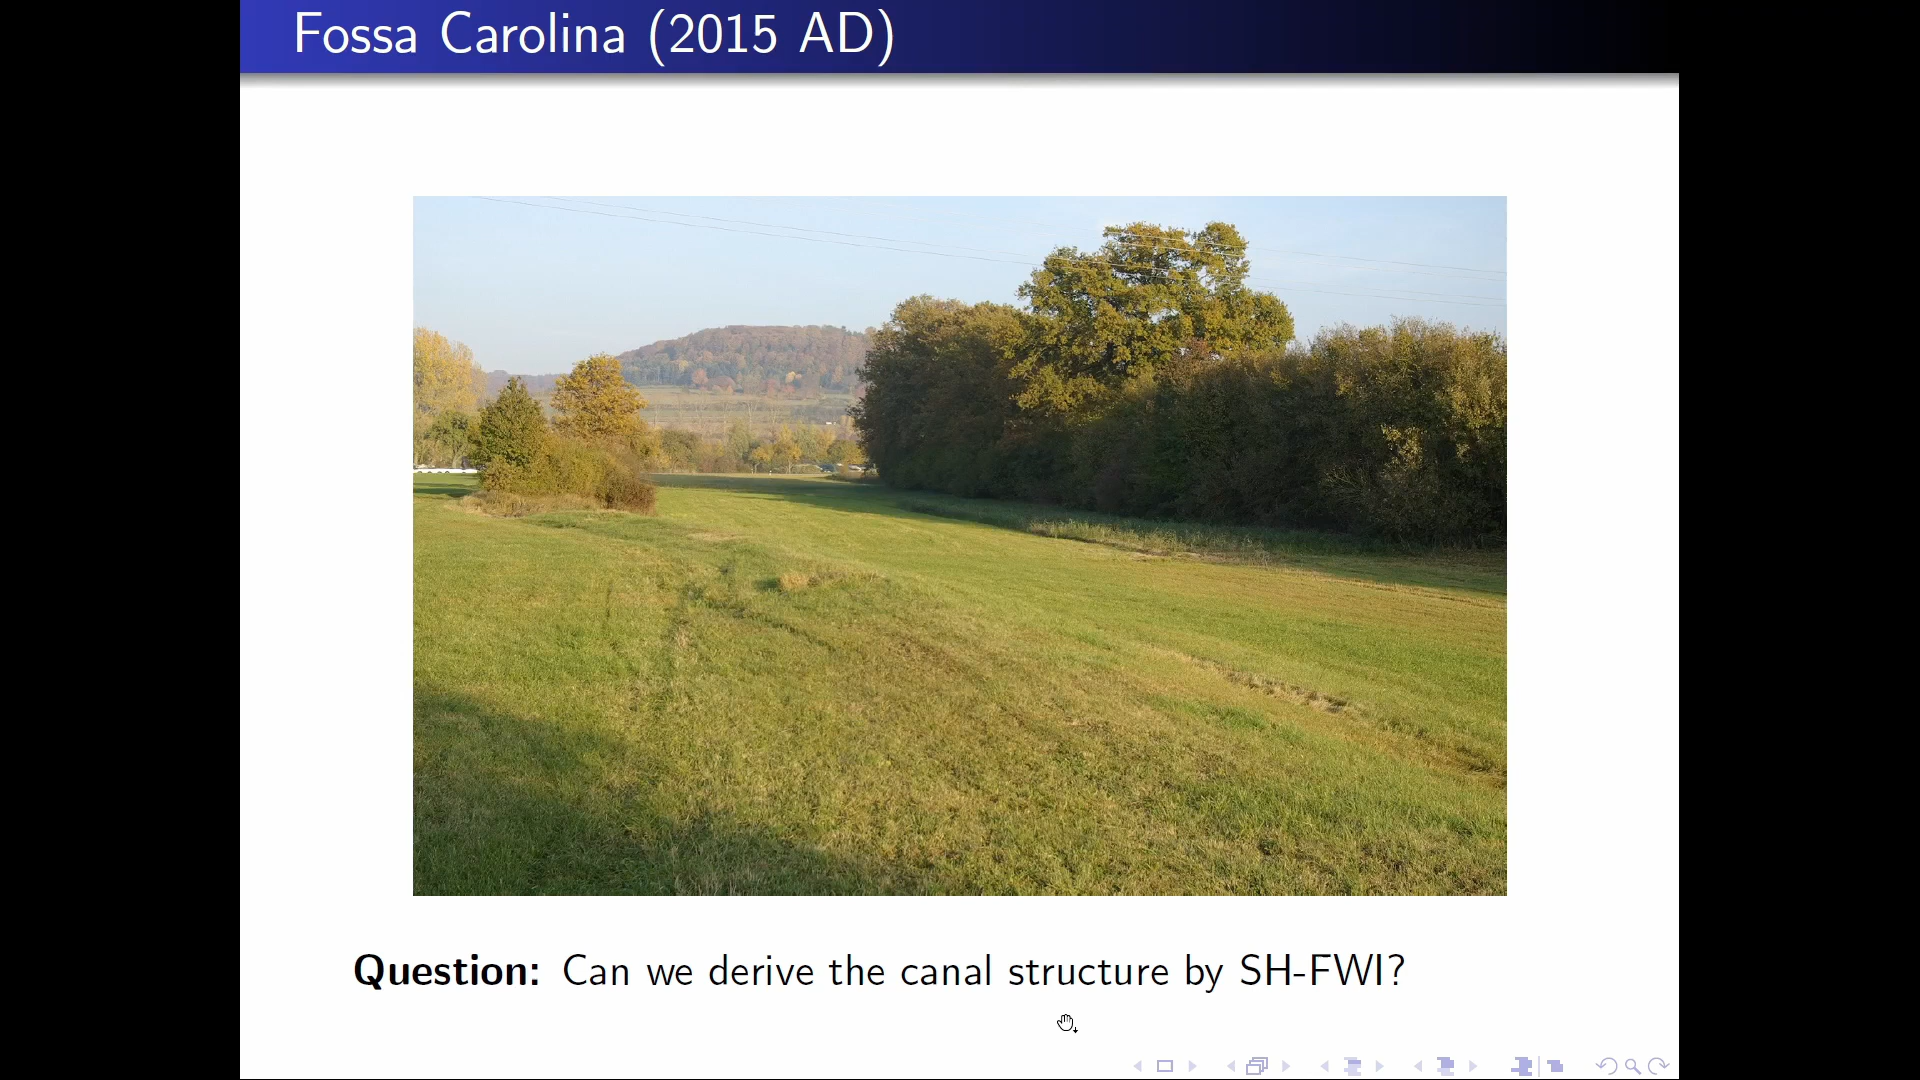 Fossa Carolina (2015 AD)
Question: Can we derive the canal structure by SH-FWI?